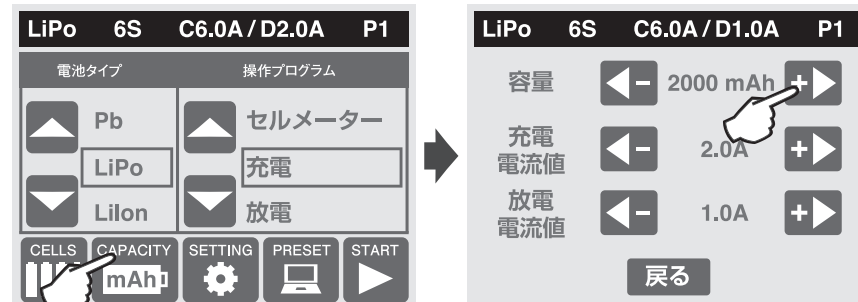 LiPo 6S C6.0A / D2.0A P1
電池タイプ 操作プログラム
Pb セルメーター
LiPo 充電
LiIon 放電
CELLS CAPACITY SETTING PRESET START
mAh
LiPo 6S C6.0A / D1.0A P1
容量 - 2000 mAh +
充電
電流値 - 2.0A +
放電
電流値 - 1.0A +
戻る